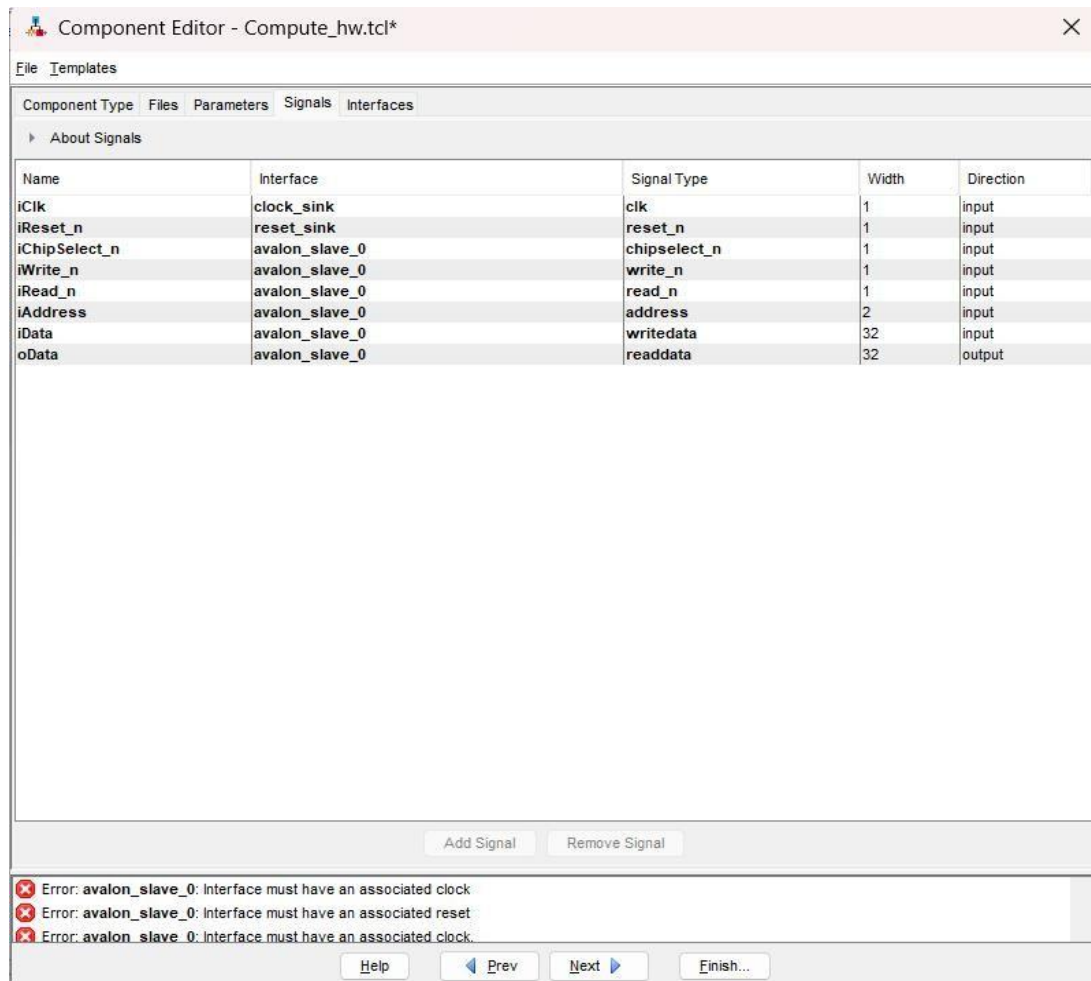 Component Editor - Compute_hw.tcl*
File Templates
Component Type Files Parameters Signals Interfaces
About Signals
Name Interface Signal Type Width Direction
iClk clock_sink clk 1 input
iReset_n reset_sink reset_n 1 input
iChipSelect_n avalon_slave_0 chipselect_n 1 input
iWrite_n avalon_slave_0 write_n 1 input
iRead_n avalon_slave_0 read_n 1 input
iAddress avalon_slave_0 address 2 input
iData avalon_slave_0 writedata 32 input
oData avalon_slave_0 readdata 32 output
Add Signal Remove Signal
Error: avalon_slave_0: Interface must have an associated clock
Error: avalon_slave_0: Interface must have an associated reset
Error: avalon_slave_0: Interface must have an associated clock.
Help Prev Next Finish...